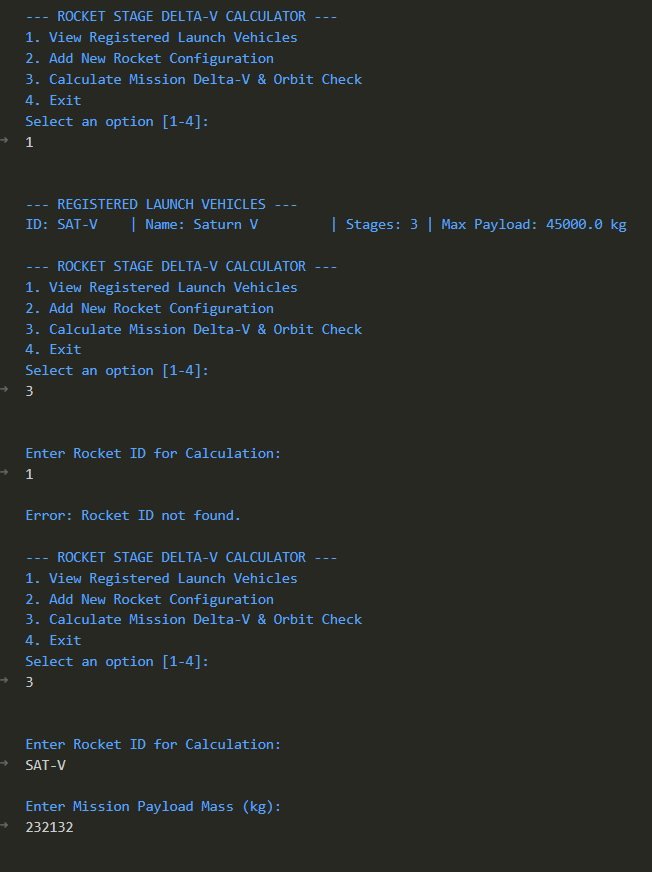 --- ROCKET STAGE DELTA-V CALCULATOR ---
1. View Registered Launch Vehicles
2. Add New Rocket Configuration
3. Calculate Mission Delta-V & Orbit Check
4. Exit
Select an option [1-4]:
1
--- REGISTERED LAUNCH VEHICLES ---
ID: SAT-V    | Name: Saturn V         | Stages: 3 | Max Payload: 45000.0 kg
--- ROCKET STAGE DELTA-V CALCULATOR ---
1. View Registered Launch Vehicles
2. Add New Rocket Configuration
3. Calculate Mission Delta-V & Orbit Check
4. Exit
Select an option [1-4]:
3
Enter Rocket ID for Calculation:
1
Error: Rocket ID not found.
--- ROCKET STAGE DELTA-V CALCULATOR ---
1. View Registered Launch Vehicles
2. Add New Rocket Configuration
3. Calculate Mission Delta-V & Orbit Check
4. Exit
Select an option [1-4]:
3
Enter Rocket ID for Calculation:
SAT-V
Enter Mission Payload Mass (kg):
232132